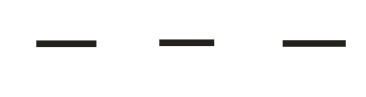 — — —